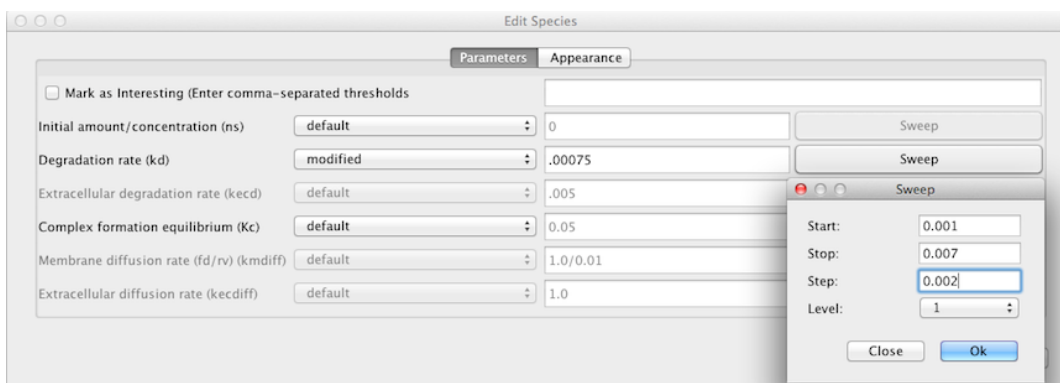 Edit Species
Parameters Appearance
Mark as Interesting (Enter comma-separated thresholds
Initial amount/concentration (ns) default 0 Sweep
Degradation rate (kd) modified .00075 Sweep
Extracellular degradation rate (kecd) default .005
Sweep
Complex formation equilibrium (Kc) default 0.05
Start: 0.001
Stop: 0.007
Membrane diffusion rate (fd/rv) (kmdiff) default 1.0/0.01
Step: 0.002
Extracellular diffusion rate (kecdiff) default 1.0
Level: 1
Close Ok